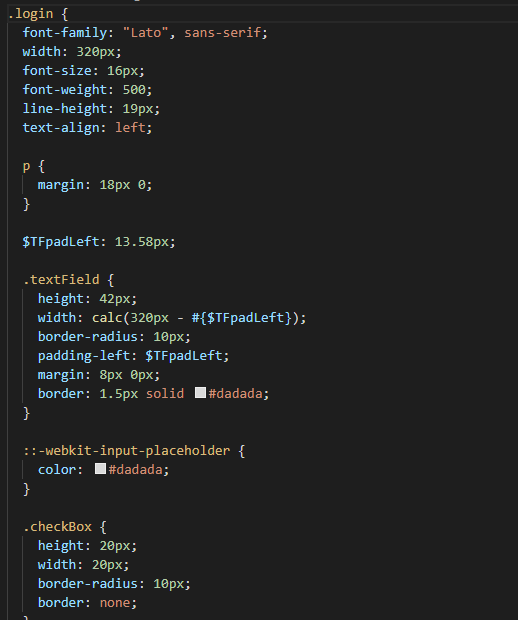 .login {
  font-family: "Lato", sans-serif;
  width: 320px;
  font-size: 16px;
  font-weight: 500;
  line-height: 19px;
  text-align: left;

  p {
    margin: 18px 0;
  }

  $TFpadLeft: 13.58px;

  .textField {
    height: 42px;
    width: calc(320px - #{$TFpadLeft});
    border-radius: 10px;
    padding-left: $TFpadLeft;
    margin: 8px 0px;
    border: 1.5px solid #dadada;
  }

  ::-webkit-input-placeholder {
    color: #dadada;
  }

  .checkBox {
    height: 20px;
    width: 20px;
    border-radius: 10px;
    border: none;
  }